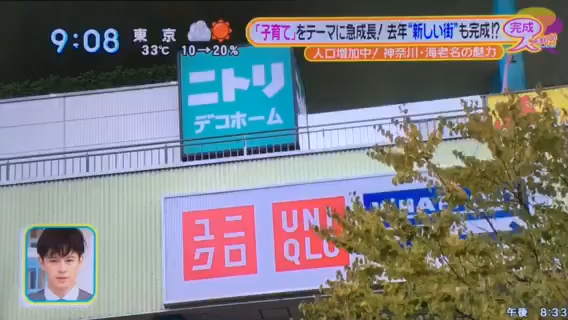 9:08 東京
33℃ 10→20%
「子育て」をテーマに急成長！去年“新しい街”も完成!?
人口増加中！神奈川・海老名の魅力
完成
ニトリ
デコホーム
ユニ
クロ
UNI
QLO
午後 8:33